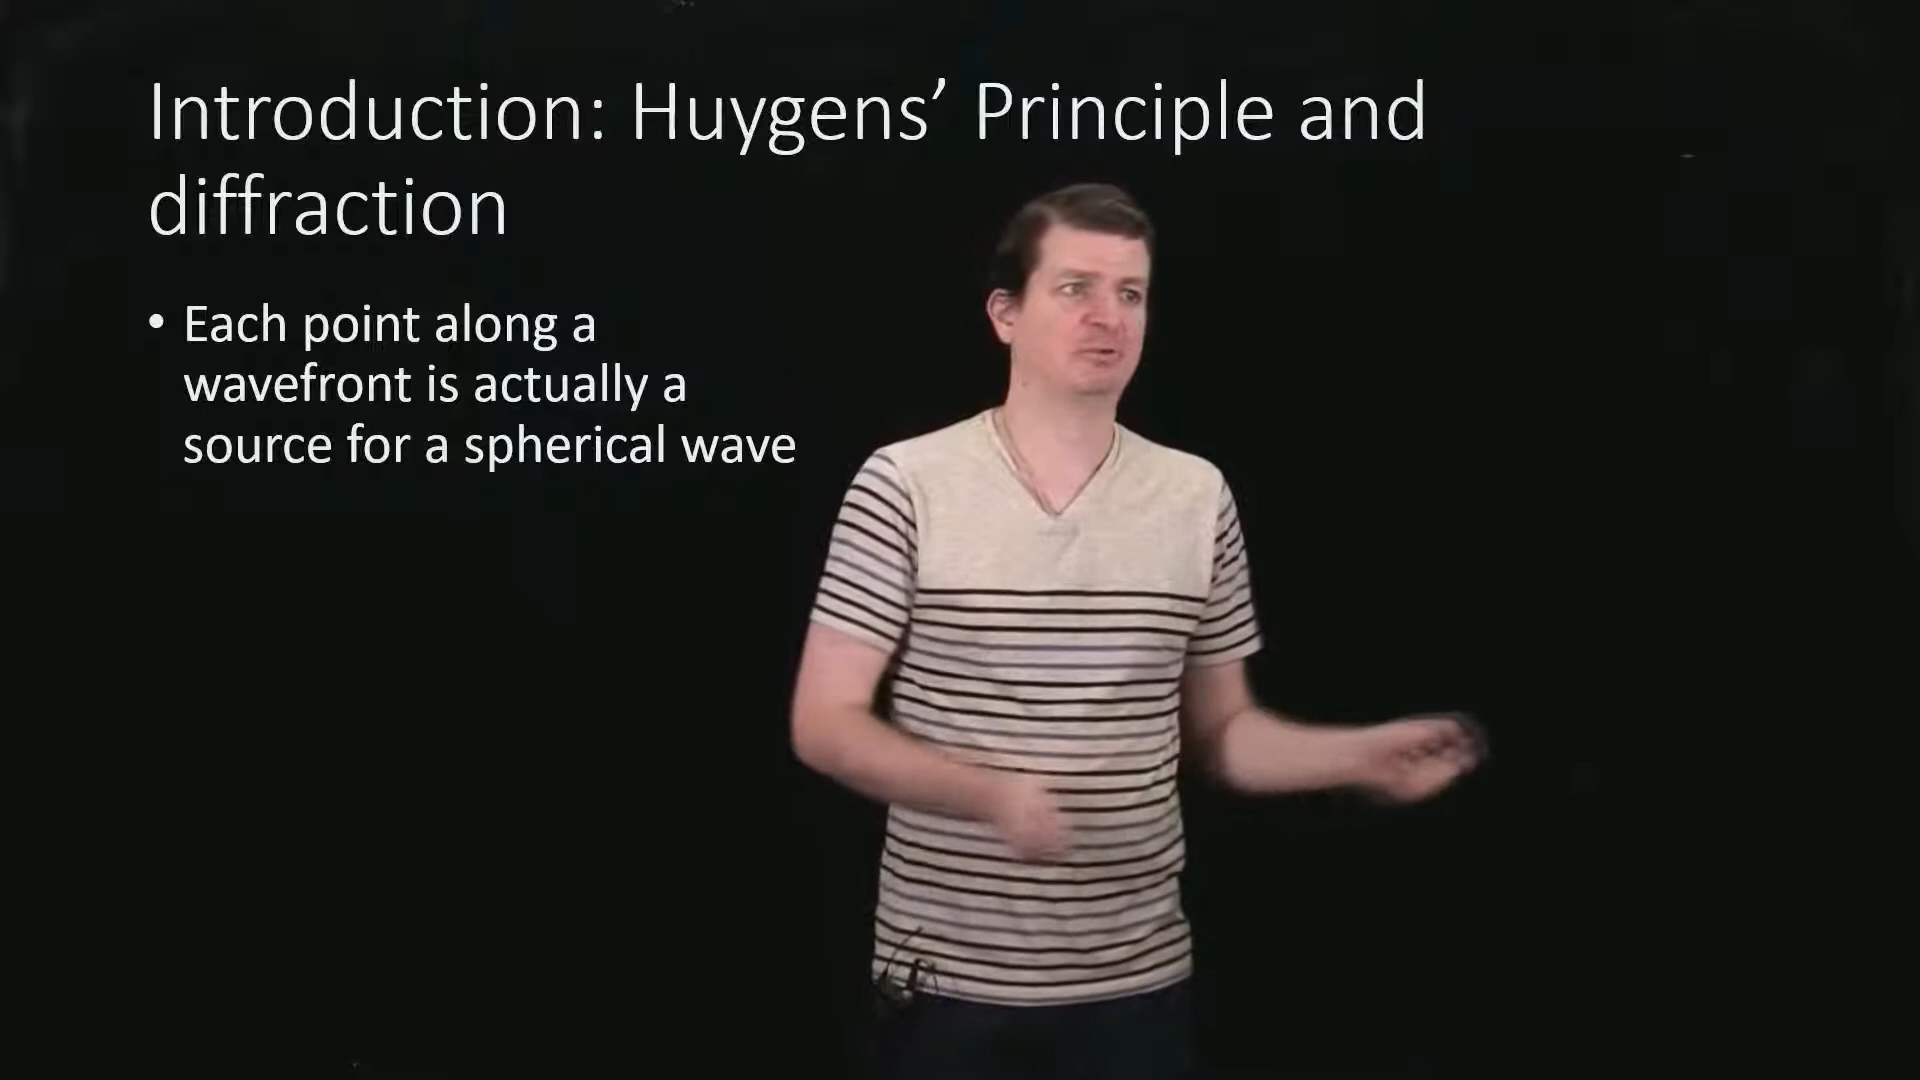 Introduction: Huygens’ Principle and
diffraction
• Each point along a
wavefront is actually a
source for a spherical wave